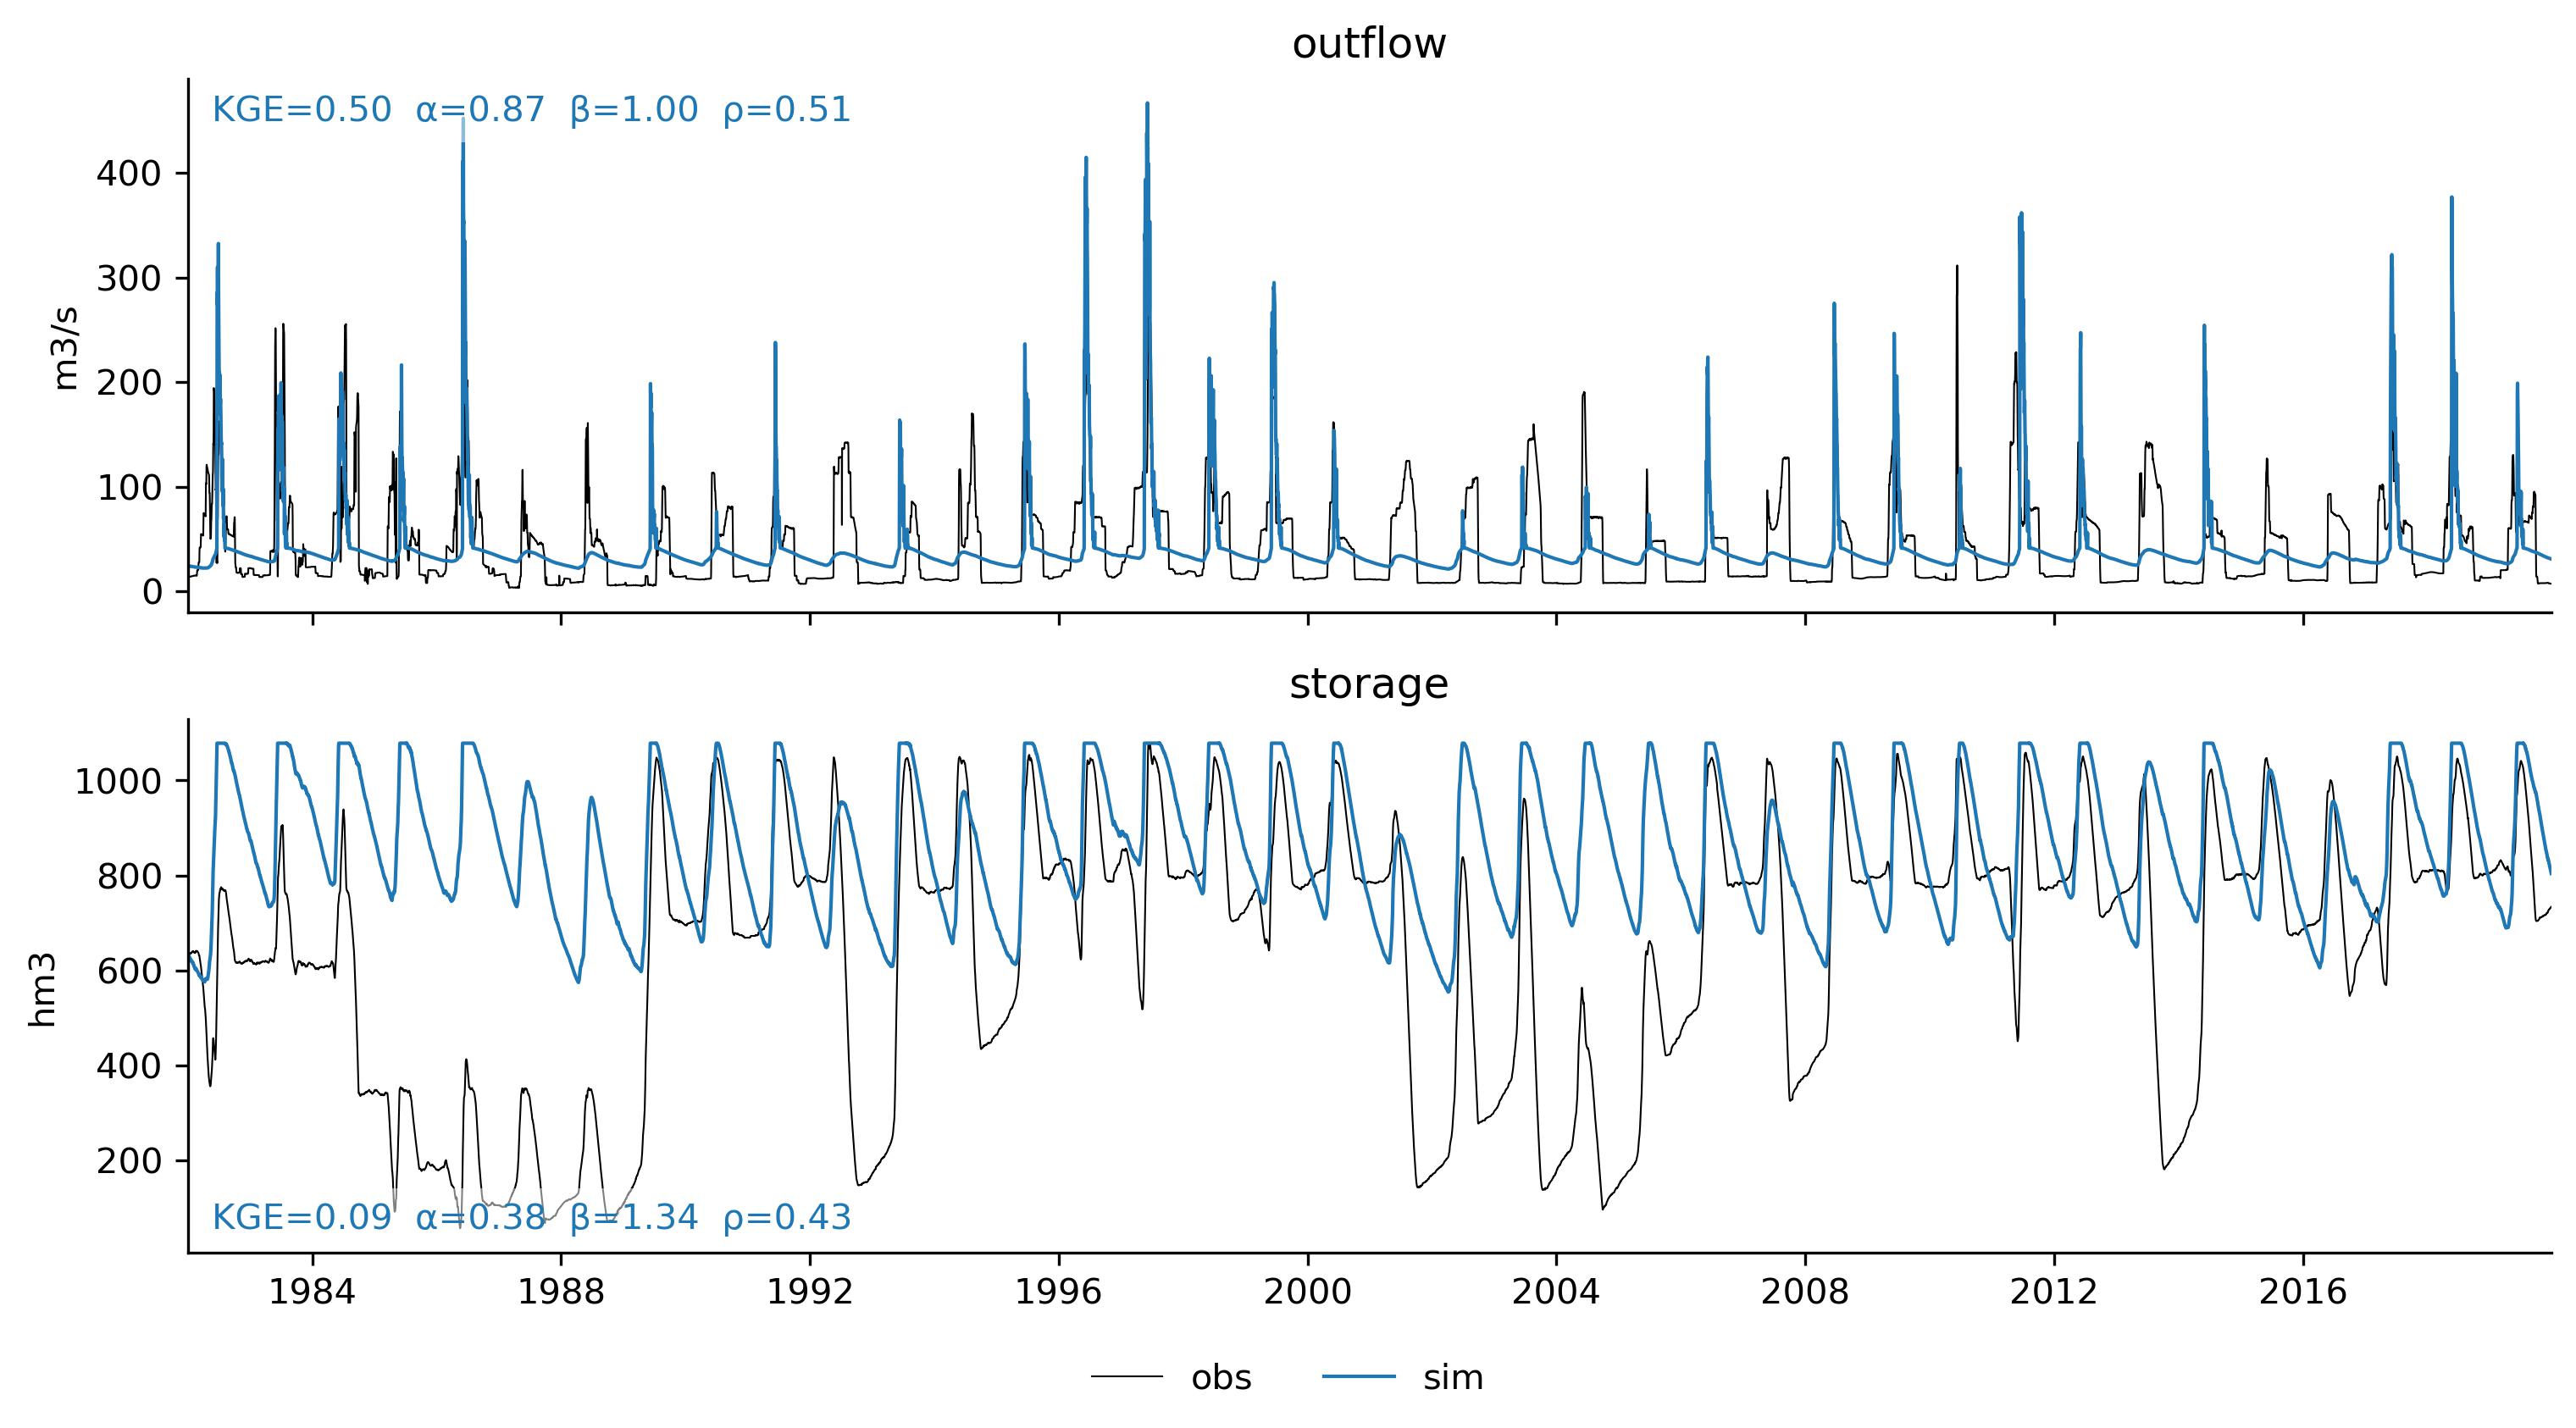 outflow
KGE=0.50 α=0.87 β=1.00 ρ=0.51
m3/s
400
300
200
100
0
storage
hm3
1000
800
600
400
200
KGE=0.09 α=0.38 β=1.34 ρ=0.43
1984 1988 1992 1996 2000 2004 2008 2012 2016
obs sim